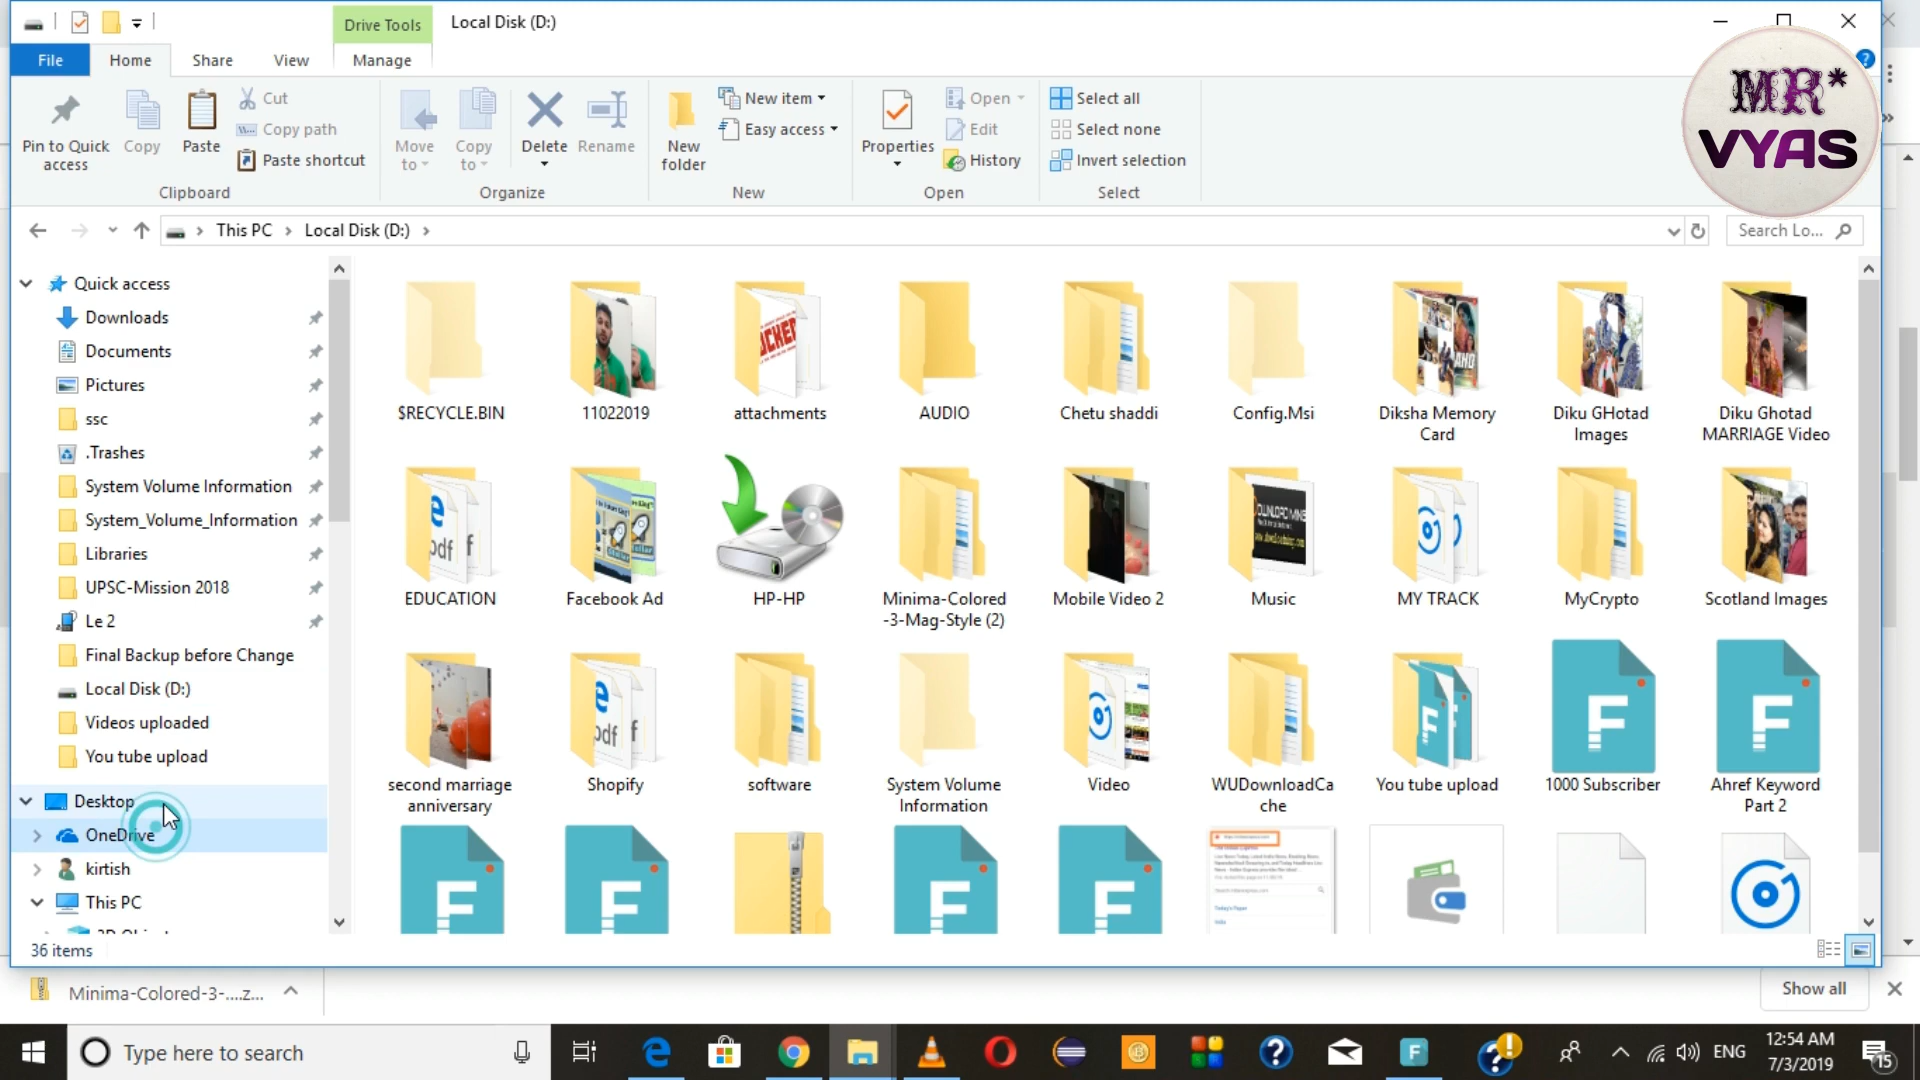 Drive Tools
Local Disk (D:)
File
Home
Share
View
Manage
Pin to Quick access
Copy
Paste
Cut
Copy path
Paste shortcut
Clipboard
Move to
Copy to
Delete
Rename
Organize
New folder
New item
Easy access
New
Properties
Open
Edit
History
Open
Select all
Select none
Invert selection
Select
MR*
VYAS
This PC
Local Disk (D:)
Search Lo...
Quick access
Downloads
Documents
Pictures
ssc
.Trashes
System Volume Information
System_Volume_Information
Libraries
UPSC-Mission 2018
Le 2
Final Backup before Change
Local Disk (D:)
Videos uploaded
You tube upload
Desktop
OneDrive
kirtish
This PC
$RECYCLE.BIN
11022019
attachments
AUDIO
Chetu shaddi
Config.Msi
Diksha Memory Card
Diku GHotad Images
Diku Ghotad MARRIAGE Video
EDUCATION
Facebook Ad
HP-HP
Minima-Colored-3-Mag-Style (2)
Mobile Video 2
Music
MY TRACK
MyCrypto
Scotland Images
second marriage anniversary
Shopify
software
System Volume Information
Video
WUDownloadCache
You tube upload
1000 Subscriber
Ahref Keyword Part 2
36 items
Minima-Colored-3-....z...
Show all
Type here to search
ENG
12:54 AM
7/3/2019
15